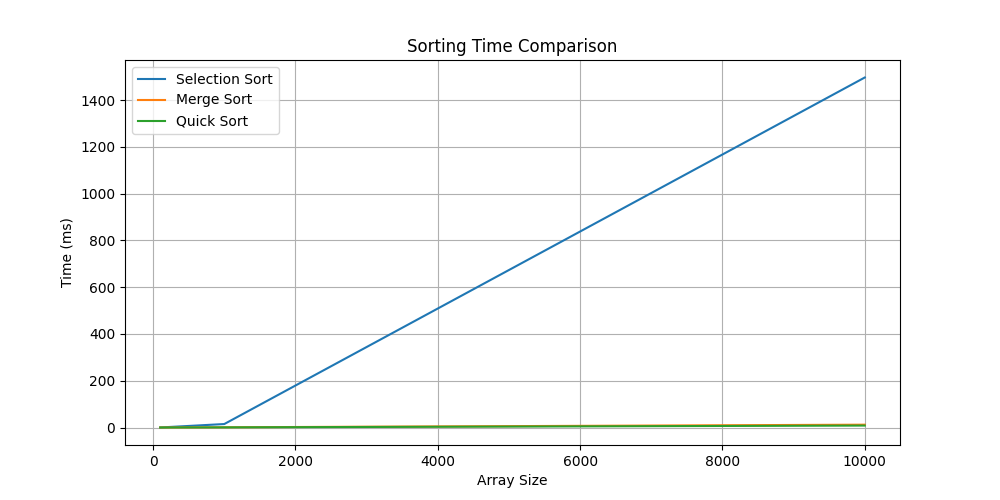 Sorting Time Comparison
Selection Sort
Merge Sort
Quick Sort
1400
1200
1000
800
600
400
200
0
Time (ms)
0 2000 4000 6000 8000 10000
Array Size